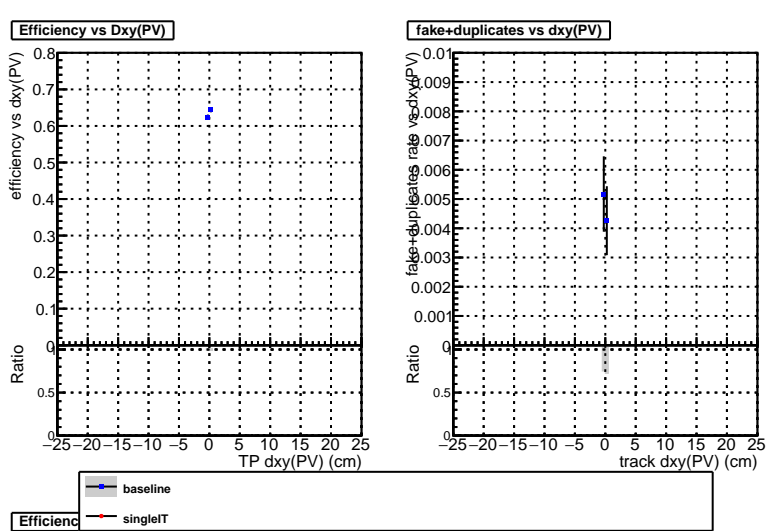 Efficiency vs Dxy(PV)
efficiency vs dxy(PV)
0.8
0.7
0.6
0.5
0.4
0.3
0.2
0.1
0
Ratio
1
0.5
0
−25 −20 −15 −10 −5 0 5 10 15 20 25
TP dxy(PV) (cm)
fake+duplicates vs dxy(PV)
fake+duplicates rate vs dxy(PV)
0.01
0.009
0.008
0.007
0.006
0.005
0.004
0.003
0.002
0.001
0
Ratio
1
0.5
0
−25 −20 −15 −10 −5 0 5 10 15 20 25
track dxy(PV) (cm)
baseline
singleIT
Efficienc